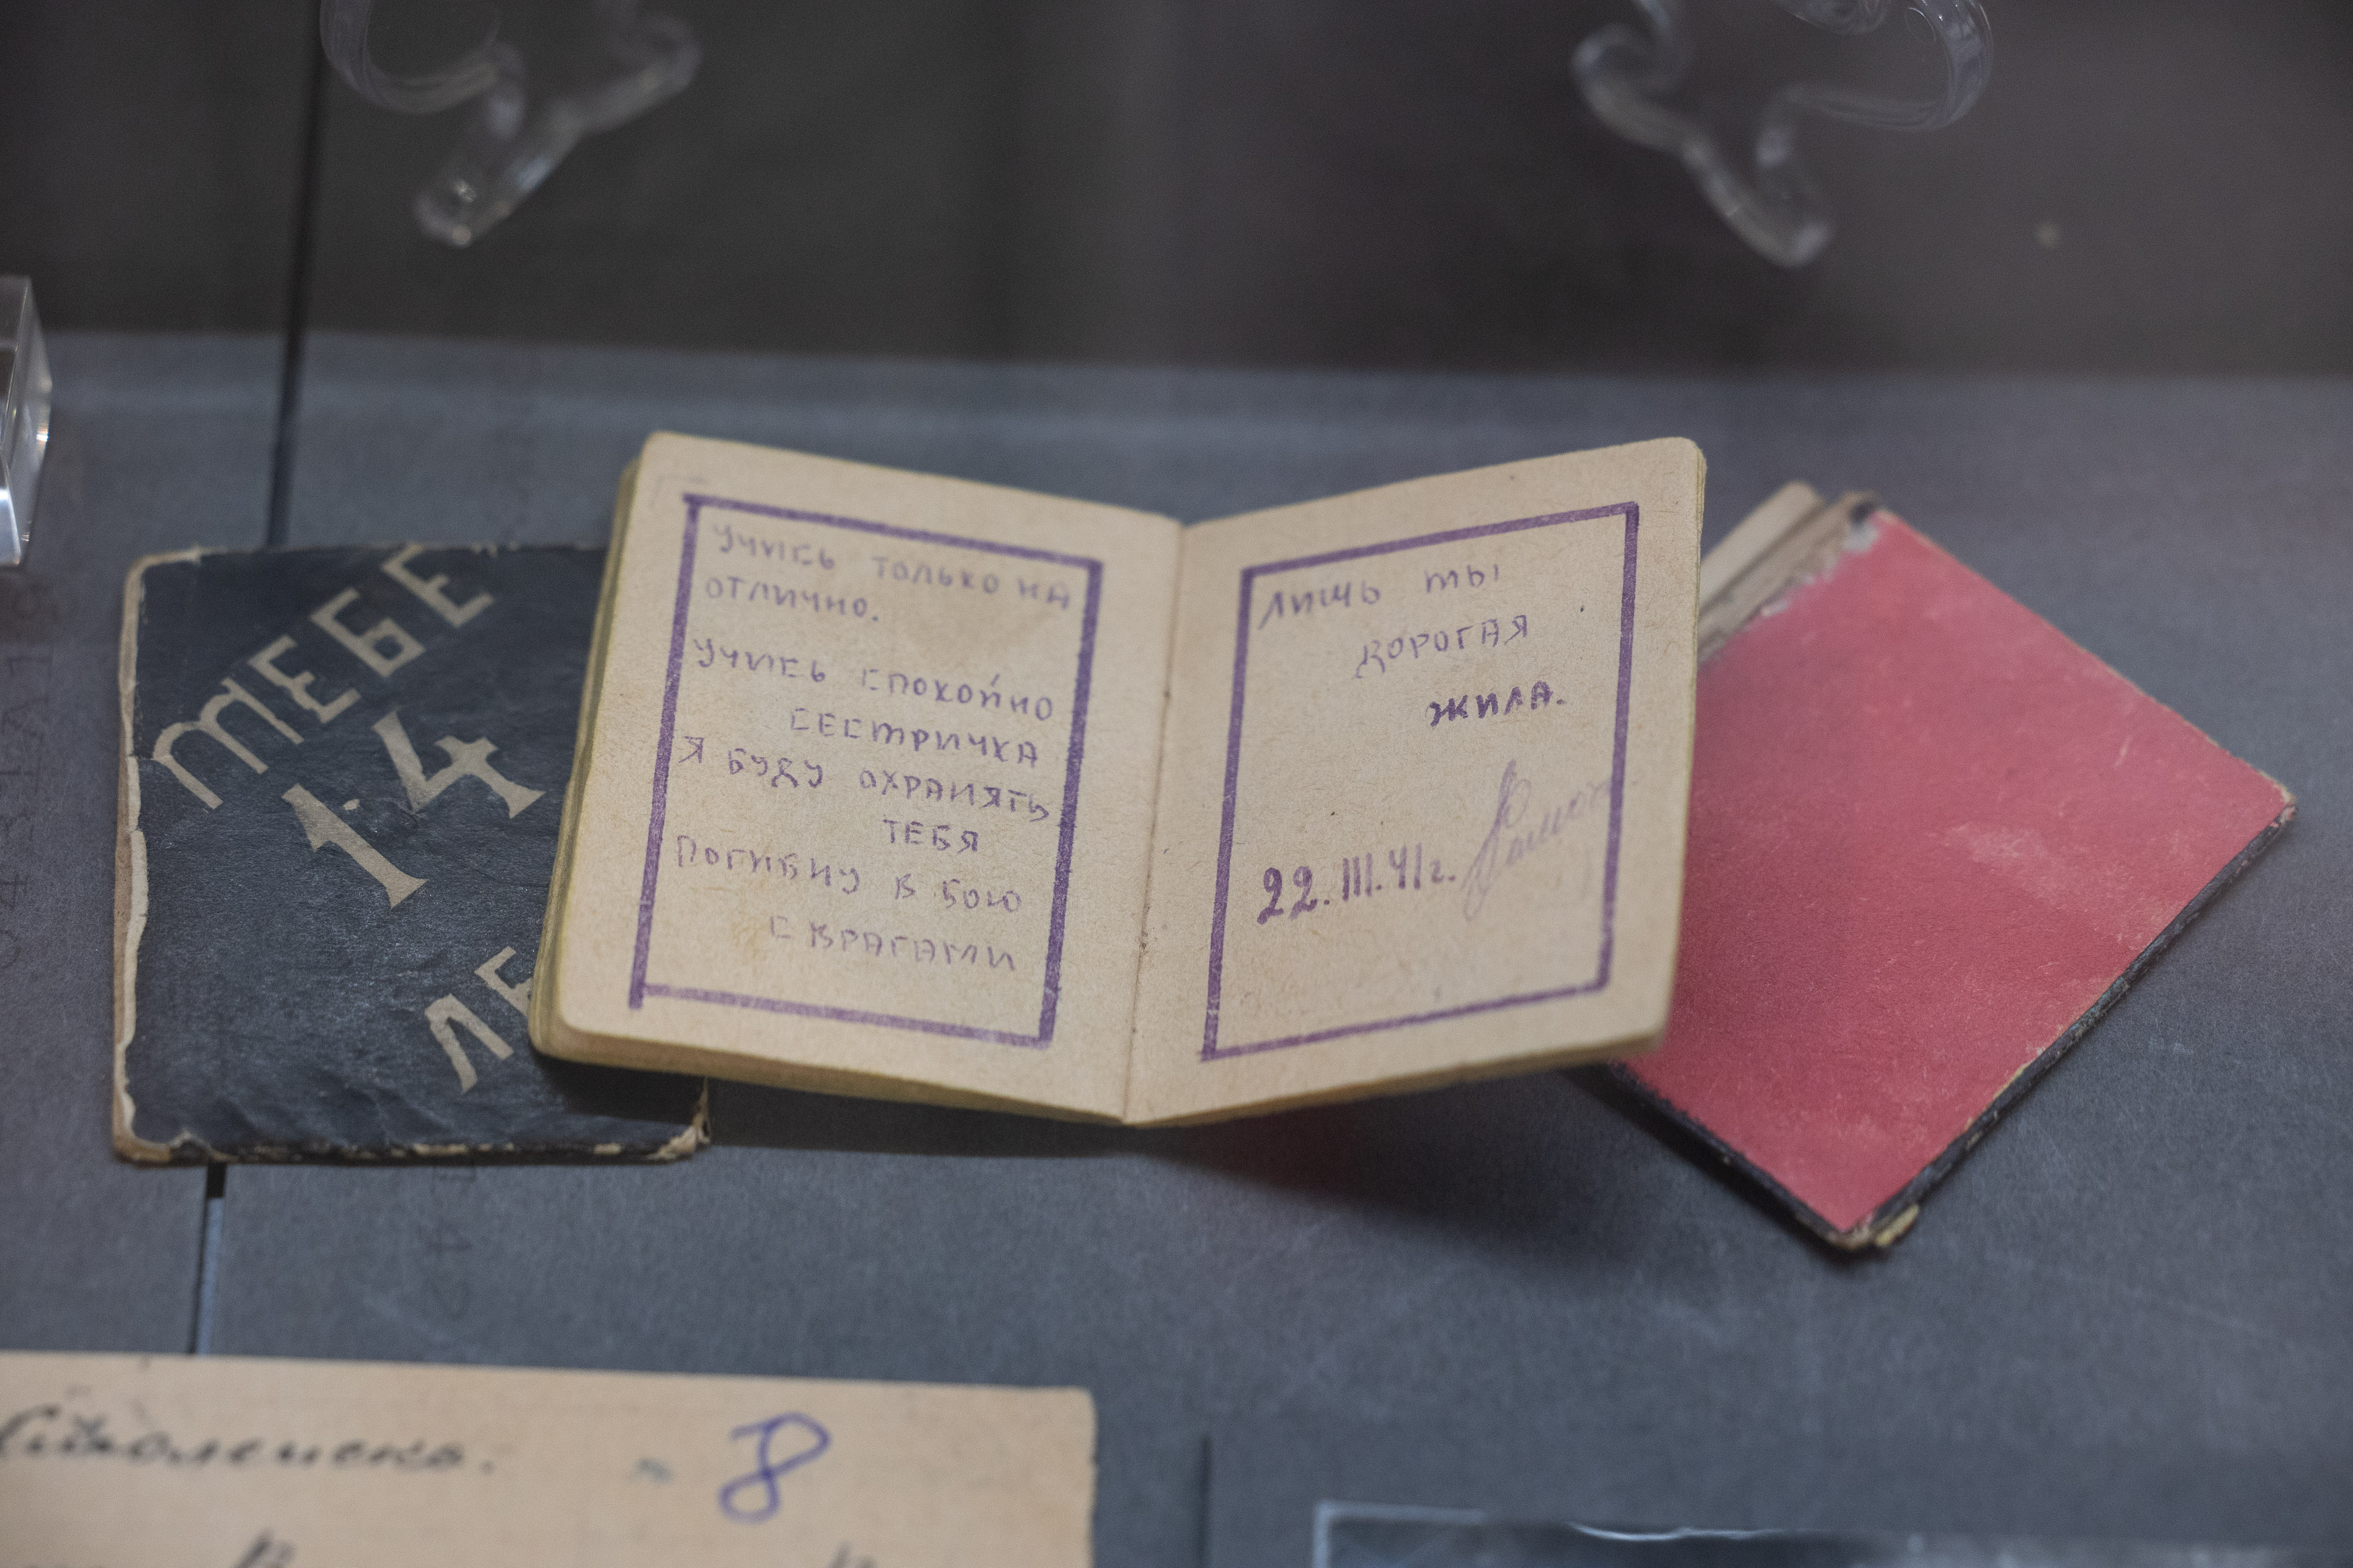 ТЕБЕ
14
ЛЕ
УЧИСЬ ТОЛЬКО НА
ОТЛИЧНО.
УЧИСЬ СПОКОЙНО
СЕСТРИЧКА
Я БУДУ ОХРАНЯТЬ
ТЕБЯ
ПОГИБНУ В БОЮ
С ВРАГАМИ
ЛИШЬ ТЫ
ДОРОГАЯ
ЖИЛА.
22.III.41г.
8